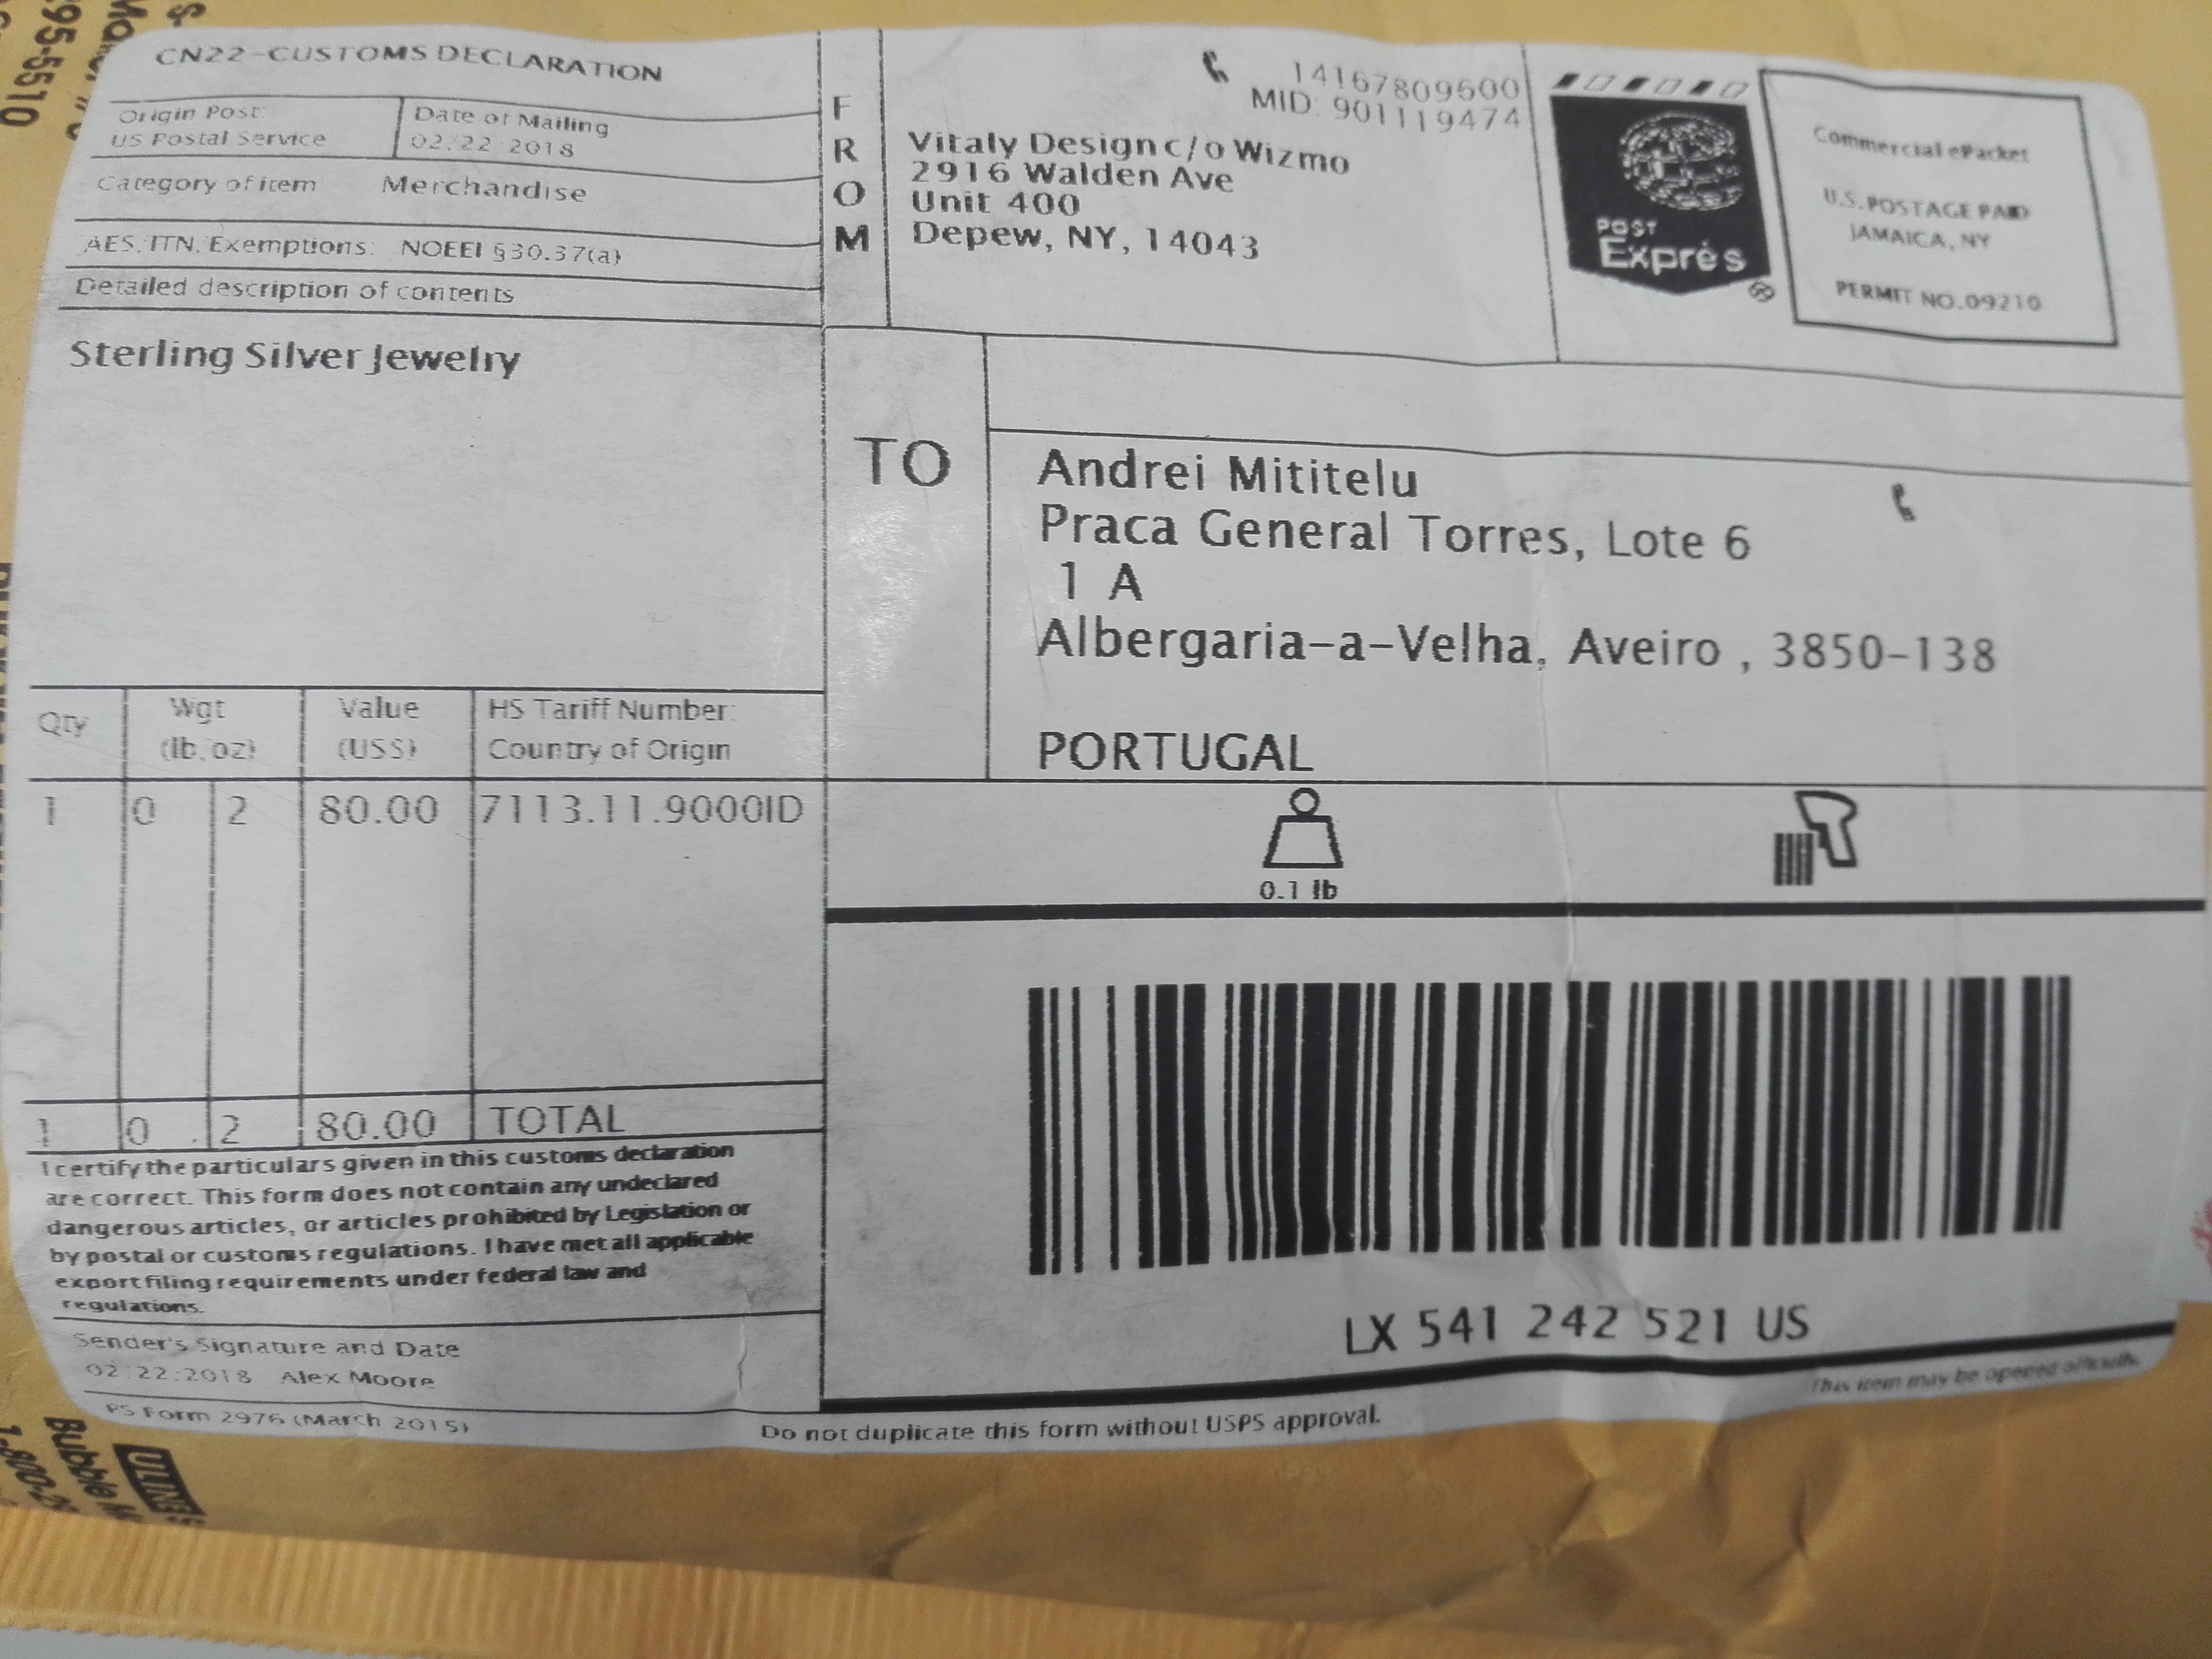 CN22-CUSTOMS DECLARATION
Origin Post:
US Postal Service
Date of Mailing
02/22/2018
Category of item: Merchandise
AES/ITN/Exemptions: NOEEI §30.37(a)
Detailed description of contents
Sterling Silver Jewelry
Qty
Wgt
(lb. oz)
Value
(US$)
HS Tariff Number:
Country of Origin
1 0 2 80.00 7113.11.9000ID
1 0 2 80.00 TOTAL
I certify the particulars given in this customs declaration
are correct. This form does not contain any undeclared
dangerous articles, or articles prohibited by Legislation or
by postal or customs regulations. I have met all applicable
export filing requirements under federal law and
regulations.
Sender's Signature and Date
02/22/2018 Alex Moore
PS Form 2976 (March 2015)
FROM
14167809600
MID: 901119474
Vitaly Design c/o Wizmo
2916 Walden Ave
Unit 400
Depew, NY, 14043
POST
Exprès
Commercial ePacket
U.S. POSTAGE PAID
JAMAICA, NY
PERMIT NO. 09210
TO
Andrei Mititelu
Praca General Torres, Lote 6
1 A
Albergaria-a-Velha, Aveiro , 3850-138
PORTUGAL
0.1 lb
LX 541 242 521 US
This item may be opened officially.
Do not duplicate this form without USPS approval.
ULINE
Bubble
1-800-
95-5510